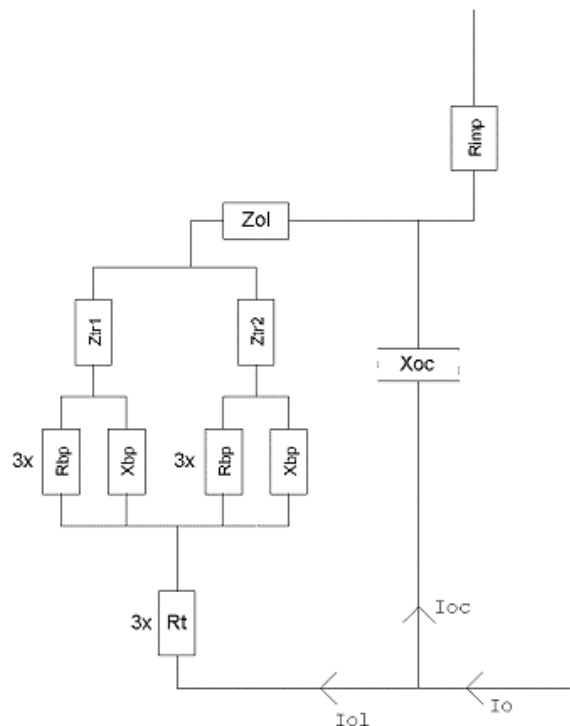 Rimp
Zol
Ztr1
Ztr2
Xoc
3x
Rbp
Xbp
3x
Rbp
Xbp
3x
Rt
Ioc
Io
Iol